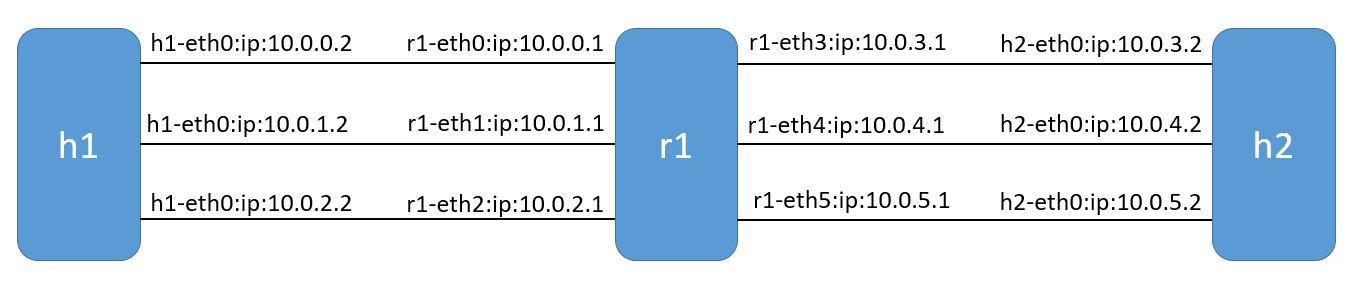 h1-eth0:ip:10.0.0.2 r1-eth0:ip:10.0.0.1 r1-eth3:ip:10.0.3.1 h2-eth0:ip:10.0.3.2
h1-eth0:ip:10.0.1.2 r1-eth1:ip:10.0.1.1 r1-eth4:ip:10.0.4.1 h2-eth0:ip:10.0.4.2
h1 r1 h2
h1-eth0:ip:10.0.2.2 r1-eth2:ip:10.0.2.1 r1-eth5:ip:10.0.5.1 h2-eth0:ip:10.0.5.2